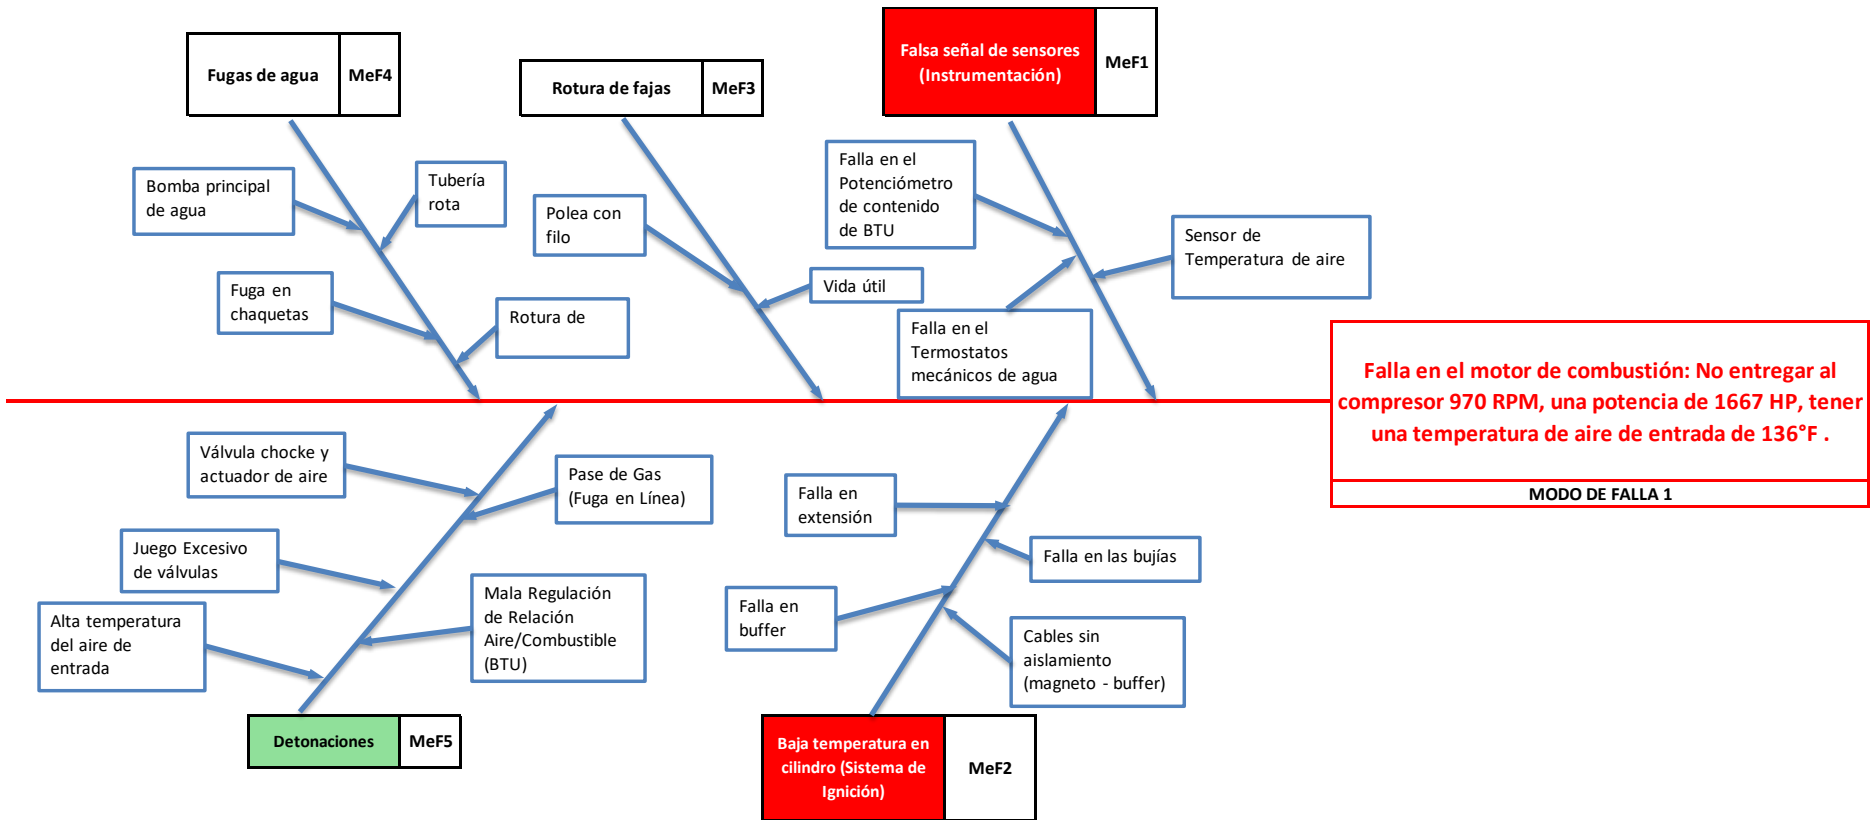 Falsa señal de sensores
(Instrumentación)
MeF1
Fugas de agua
MeF4
Rotura de fajas
MeF3
Bomba principal
de agua
Tubería
rota
Fuga en
chaquetas
Rotura de
Polea con
filo
Vida útil
Falla en el
Potenciómetro
de contenido
de BTU
Sensor de
Temperatura de aire
Falla en el
Termostatos
mecánicos de agua
Falla en el motor de combustión: No entregar al
compresor 970 RPM, una potencia de 1667 HP, tener
una temperatura de aire de entrada de 136°F .
MODO DE FALLA 1
Válvula chocke y
actuador de aire
Pase de Gas
(Fuga en Línea)
Juego Excesivo
de válvulas
Mala Regulación
de Relación
Aire/Combustible
(BTU)
Alta temperatura
del aire de
entrada
Falla en
extensión
Falla en las bujías
Falla en
buffer
Cables sin
aislamiento
(magneto - buffer)
Detonaciones
MeF5
Baja temperatura en
cilindro (Sistema de
Ignición)
MeF2